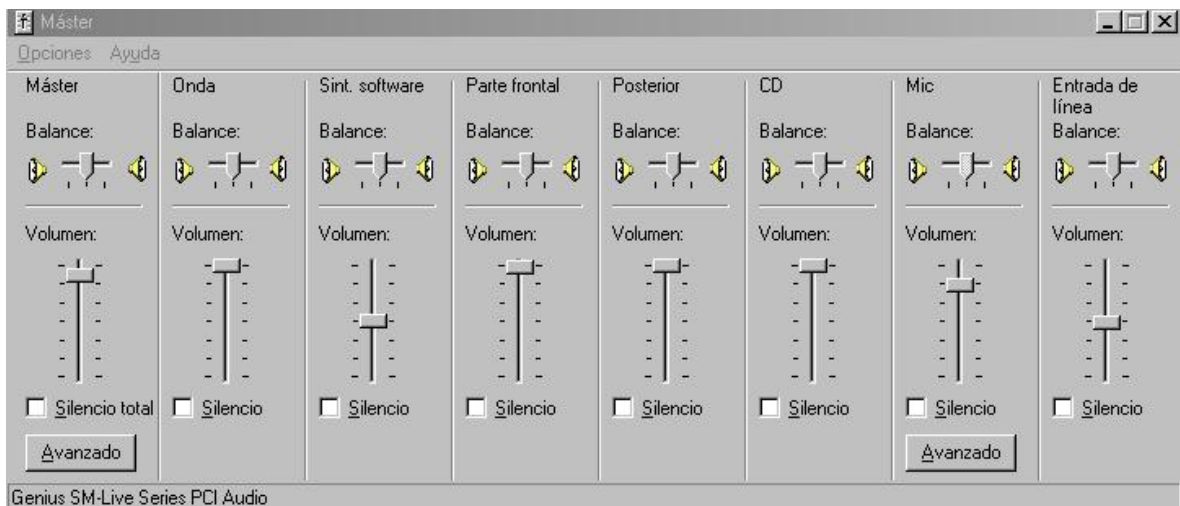 Máster
Opciones Ayuda
Máster Onda Sint. software Parte frontal Posterior CD Mic Entrada de
línea
Balance: Balance: Balance: Balance: Balance: Balance: Balance: Balance:
Volumen: Volumen: Volumen: Volumen: Volumen: Volumen: Volumen: Volumen:
Silencio total Silencio Silencio Silencio Silencio Silencio Silencio Silencio
Avanzado Avanzado
Genius SM-Live Series PCI Audio